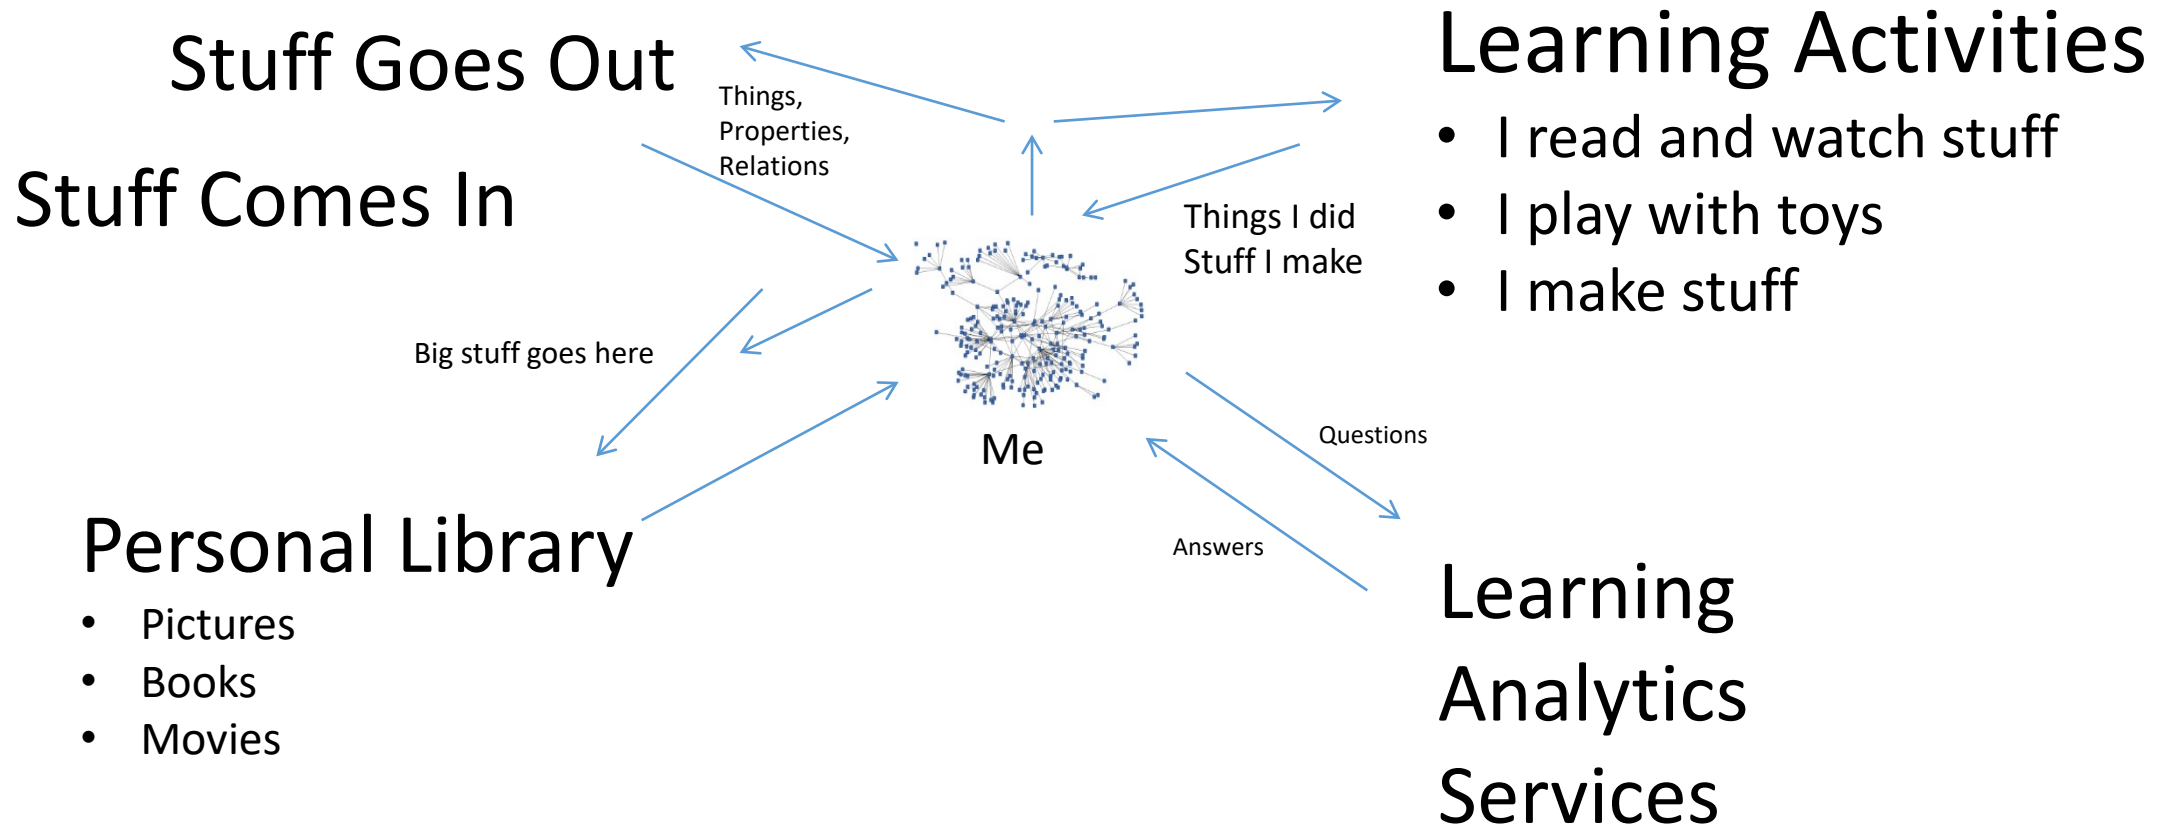 Stuff Goes Out
Stuff Comes In
Things,
Properties,
Relations
Learning Activities
• I read and watch stuff
• I play with toys
• I make stuff
Things I did
Stuff I make
Big stuff goes here
Me
Questions
Answers
Personal Library
• Pictures
• Books
• Movies
Learning
Analytics
Services